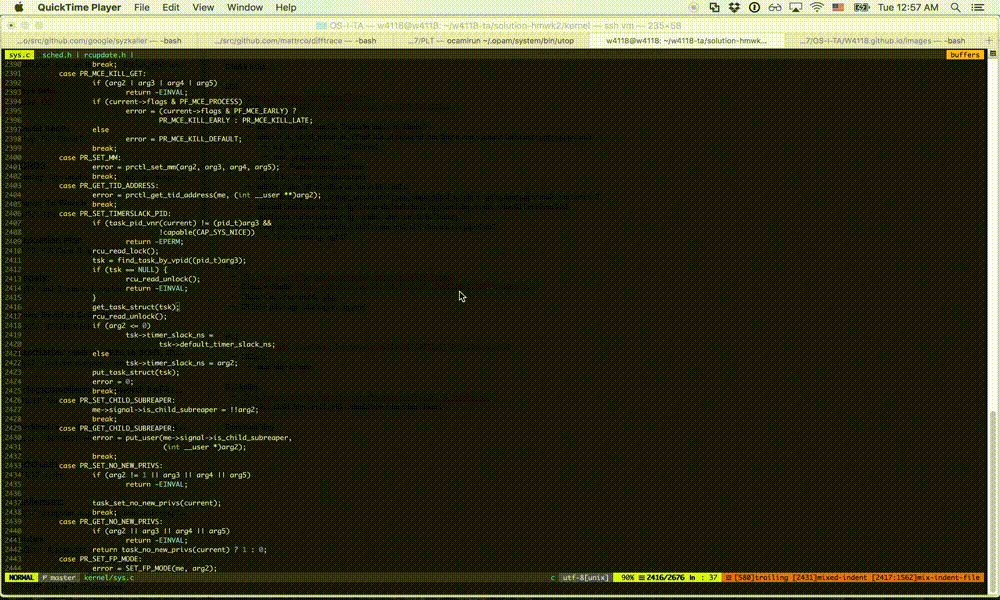 QuickTime Player File Edit View Window Help Tue 12:57 AM
OS-I-TA — w4118@w4118: ~/w4118-ta/solution-hmwk2/kernel — ssh vm — 235×58
...o/src/github.com/google/syzkaller — -bash .../src/github.com/mattrco/difftrace — -bash ...7/PLT — ocamlrun ~/.opam/system/bin/utop w4118@w4118: ~/w4118-ta/solution-hmwk... ...7/OS-I-TA/W4118.github.io/images — -bash
sys.c sched.h | rcupdate.h | buffers
2390 break;
2391 case PR_MCE_KILL_GET:
2392 if (arg2 | arg3 | arg4 | arg5)
2393 return -EINVAL;
2394 if (current->flags & PF_MCE_PROCESS)
2395 error = (current->flags & PF_MCE_EARLY) ?
2396 PR_MCE_KILL_EARLY : PR_MCE_KILL_LATE;
2397 else
2398 error = PR_MCE_KILL_DEFAULT;
2399 break;
2400 case PR_SET_MM:
2401 error = prctl_set_mm(arg2, arg3, arg4, arg5);
2402 break;
2403 case PR_GET_TID_ADDRESS:
2404 error = prctl_get_tid_address(me, (int __user **)arg2);
2405 break;
2406 case PR_SET_TIMERSLACK_PID:
2407 if (task_pid_vnr(current) != (pid_t)arg3 &&
2408 !capable(CAP_SYS_NICE))
2409 return -EPERM;
2410 rcu_read_lock();
2411 tsk = find_task_by_vpid((pid_t)arg3);
2412 if (tsk == NULL) {
2413 rcu_read_unlock();
2414 return -EINVAL;
2415 }
2416 get_task_struct(tsk);
2417 rcu_read_unlock();
2418 if (arg2 <= 0)
2419 tsk->timer_slack_ns =
2420 tsk->default_timer_slack_ns;
2421 else
2422 tsk->timer_slack_ns = arg2;
2423 put_task_struct(tsk);
2424 error = 0;
2425 break;
2426 case PR_SET_CHILD_SUBREAPER:
2427 me->signal->is_child_subreaper = !!arg2;
2428 break;
2429 case PR_GET_CHILD_SUBREAPER:
2430 error = put_user(me->signal->is_child_subreaper,
2431 (int __user *)arg2);
2432 break;
2433 case PR_SET_NO_NEW_PRIVS:
2434 if (arg2 != 1 || arg3 || arg4 || arg5)
2435 return -EINVAL;
2436
2437 task_set_no_new_privs(current);
2438 break;
2439 case PR_GET_NO_NEW_PRIVS:
2440 if (arg2 || arg3 || arg4 || arg5)
2441 return -EINVAL;
2442 return task_no_new_privs(current) ? 1 : 0;
2443 case PR_SET_FP_MODE:
2444 error = SET_FP_MODE(me, arg2);
NORMAL master kernel/sys.c c utf-8[unix] 90% 2416/2676 ln : 37 [580]trailing [2431]mixed-indent [2417:1562]mix-indent-file